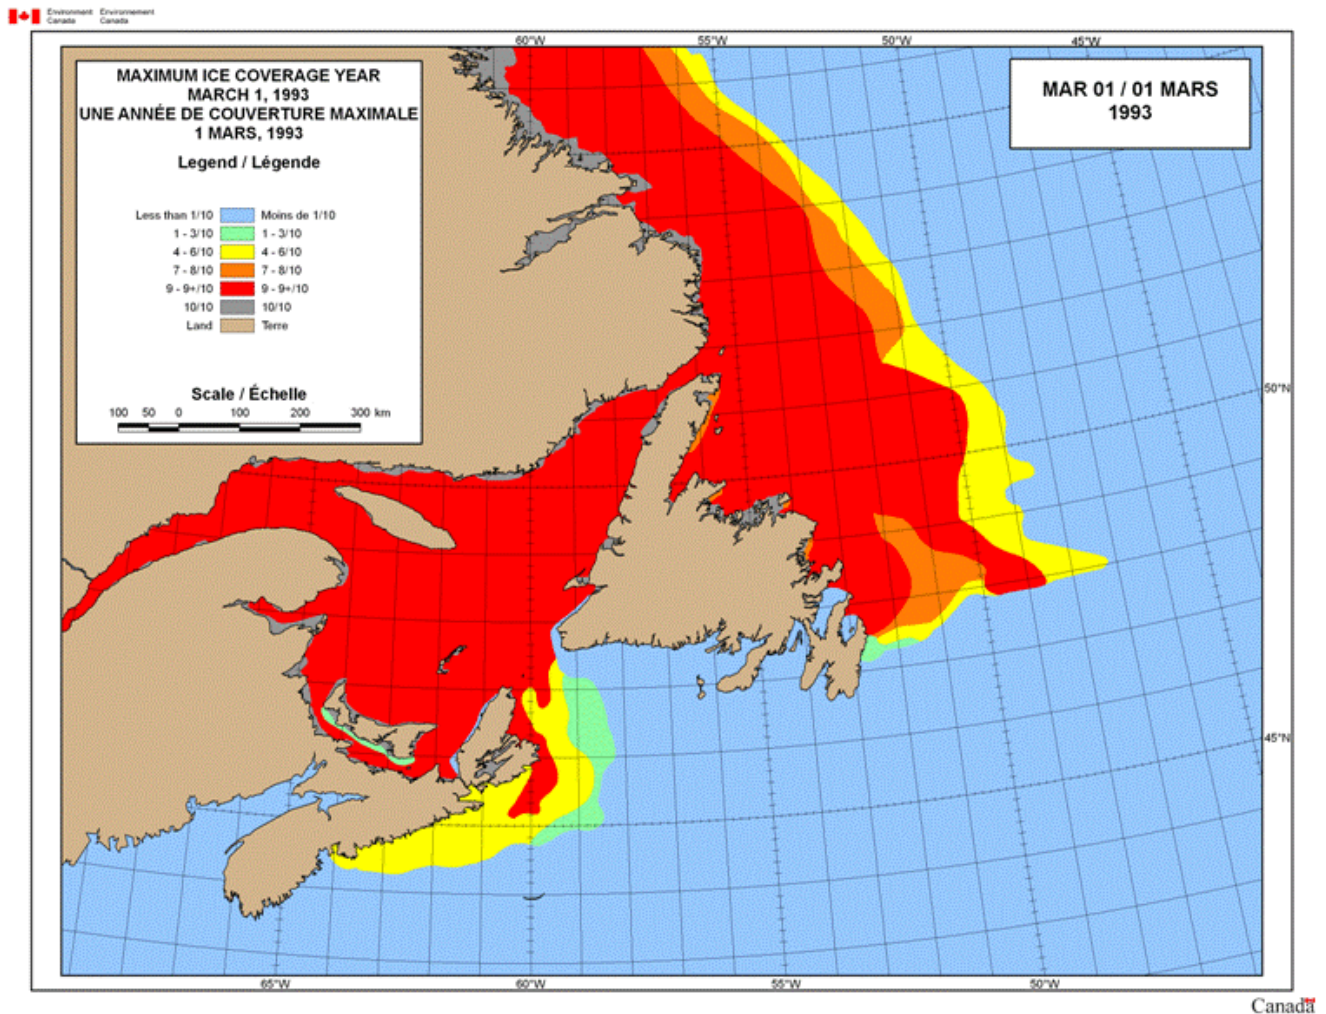 Environment Environnement
Canada Canada
60°W 55°W 50°W 45°W
MAXIMUM ICE COVERAGE YEAR
MARCH 1, 1993
UNE ANNÉE DE COUVERTURE MAXIMALE
1 MARS, 1993
Legend / Légende
Less than 1/10 Moins de 1/10
1 - 3/10 1 - 3/10
4 - 6/10 4 - 6/10
7 - 8/10 7 - 8/10
9 - 9+/10 9 - 9+/10
10/10 10/10
Land Terre
Scale / Échelle
100 50 0 100 200 300 km
MAR 01 / 01 MARS
1993
50°N
45°N
65°W 60°W 55°W 50°W
Canada